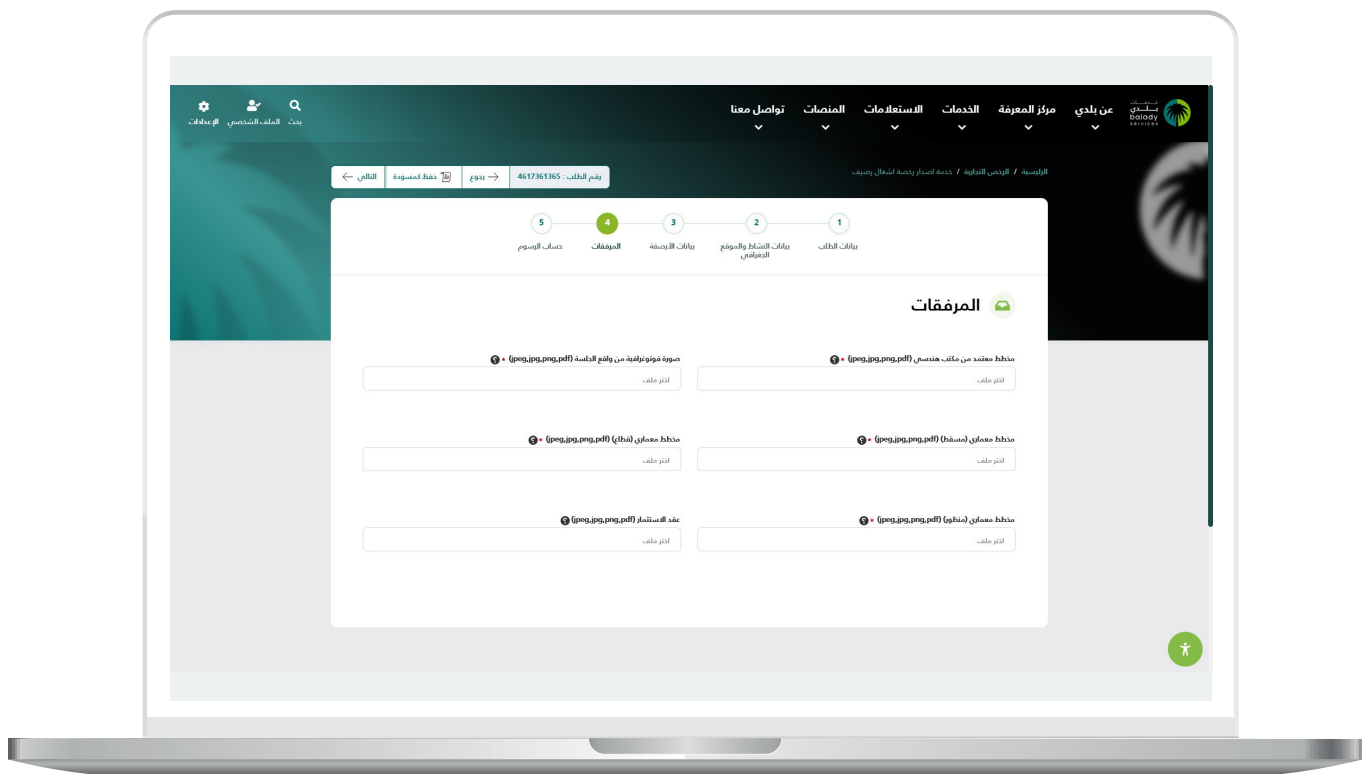 خدمات
بلدي
balady
services
عن بلدي
مركز المعرفة
الخدمات
الاستعلامات
المنصات
تواصل معنا
بحث
الملف الشخصي
الإعدادات
الرئيسية / الرخص التجارية / خدمة اصدار رخصة اشغال رصيف
رقم الطلب : 4617361365
رجوع
حفظ كمسودة
التالي
1
2
3
4
5
بيانات الطلب
بيانات النشاط والموقع
الجغرافي
بيانات الأرصفة
المرفقات
حساب الرسوم
المرفقات
مخطط معتمد من مكتب هندسي (jpeg,jpg,png,pdf) *
اختر ملف
صورة فوتوغرافية من واقع الجلسة (jpeg,jpg,png,pdf) *
اختر ملف
مخطط معماري (مسقط) (jpeg,jpg,png,pdf) *
اختر ملف
مخطط معماري (قطاع) (jpeg,jpg,png,pdf) *
اختر ملف
مخطط معماري (منظور) (jpeg,jpg,png,pdf) *
اختر ملف
عقد الاستثمار (jpeg,jpg,png,pdf)
اختر ملف